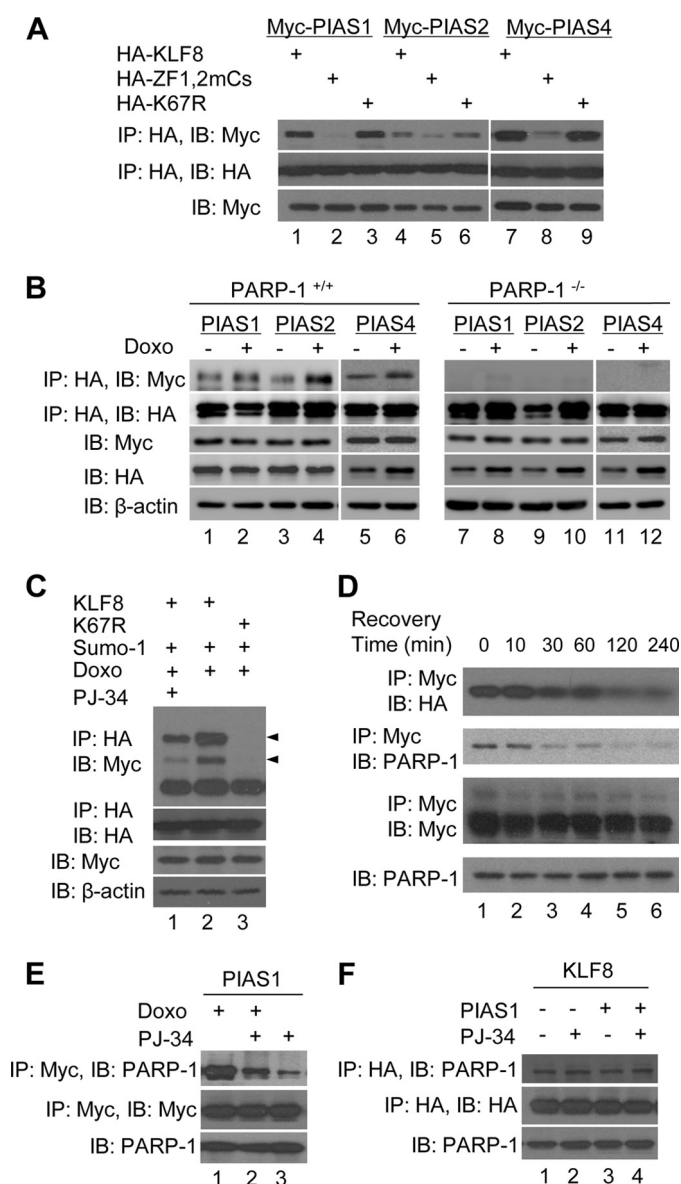 A
Myc-PIAS1 Myc-PIAS2 Myc-PIAS4
HA-KLF8 + + +
HA-ZF1,2mCs + + +
HA-K67R + + +
IP: HA, IB: Myc
IP: HA, IB: HA
IB: Myc
1 2 3 4 5 6 7 8 9
B
PARP-1 +/+ PARP-1 -/-
PIAS1 PIAS2 PIAS4 PIAS1 PIAS2 PIAS4
Doxo - + - + - + - + - + - +
IP: HA, IB: Myc
IP: HA, IB: HA
IB: Myc
IB: HA
IB: β-actin
1 2 3 4 5 6 7 8 9 10 11 12
C
KLF8 + +
K67R +
Sumo-1 + + +
Doxo + + +
PJ-34 +
IP: HA
IB: Myc
IP: HA
IB: HA
IB: Myc
IB: β-actin
1 2 3
D
Recovery
Time (min) 0 10 30 60 120 240
IP: Myc
IB: HA
IP: Myc
IB: PARP-1
IP: Myc
IB: Myc
IB: PARP-1
1 2 3 4 5 6
E
PIAS1
Doxo + +
PJ-34 + +
IP: Myc, IB: PARP-1
IP: Myc, IB: Myc
IB: PARP-1
1 2 3
F
KLF8
PIAS1 - - + +
PJ-34 - + - +
IP: HA, IB: PARP-1
IP: HA, IB: HA
IB: PARP-1
1 2 3 4